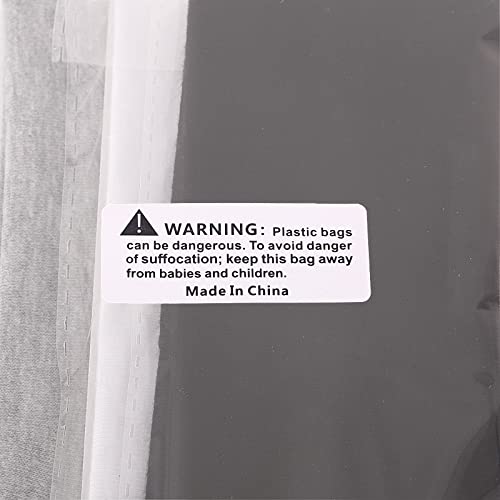 WARNING: Plastic bags
can be dangerous. To avoid danger
of suffocation; keep this bag away
from babies and children.
Made In China